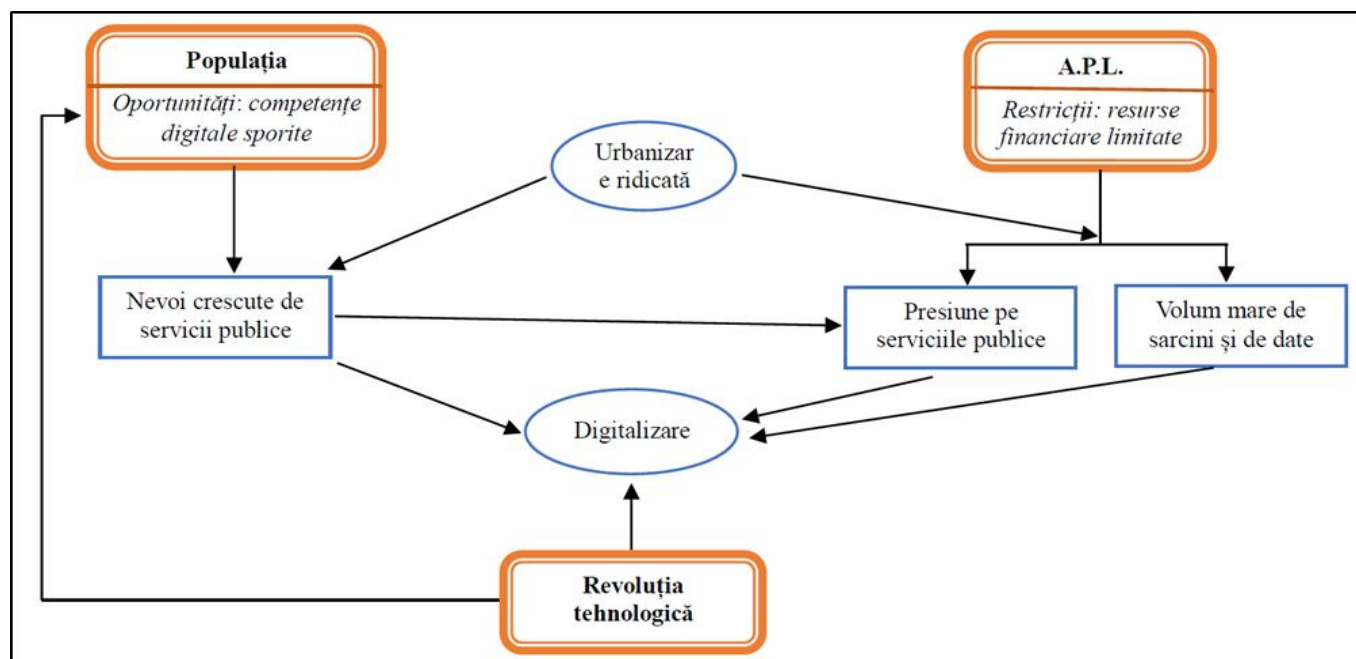 Populația
Oportunități: competențe
digitale sporite
A.P.L.
Restricții: resurse
financiare limitate
Urbanizar
e ridicată
Nevoi crescute de
servicii publice
Presiune pe
serviciile publice
Volum mare de
sarcini și de date
Digitalizare
Revoluția
tehnologică